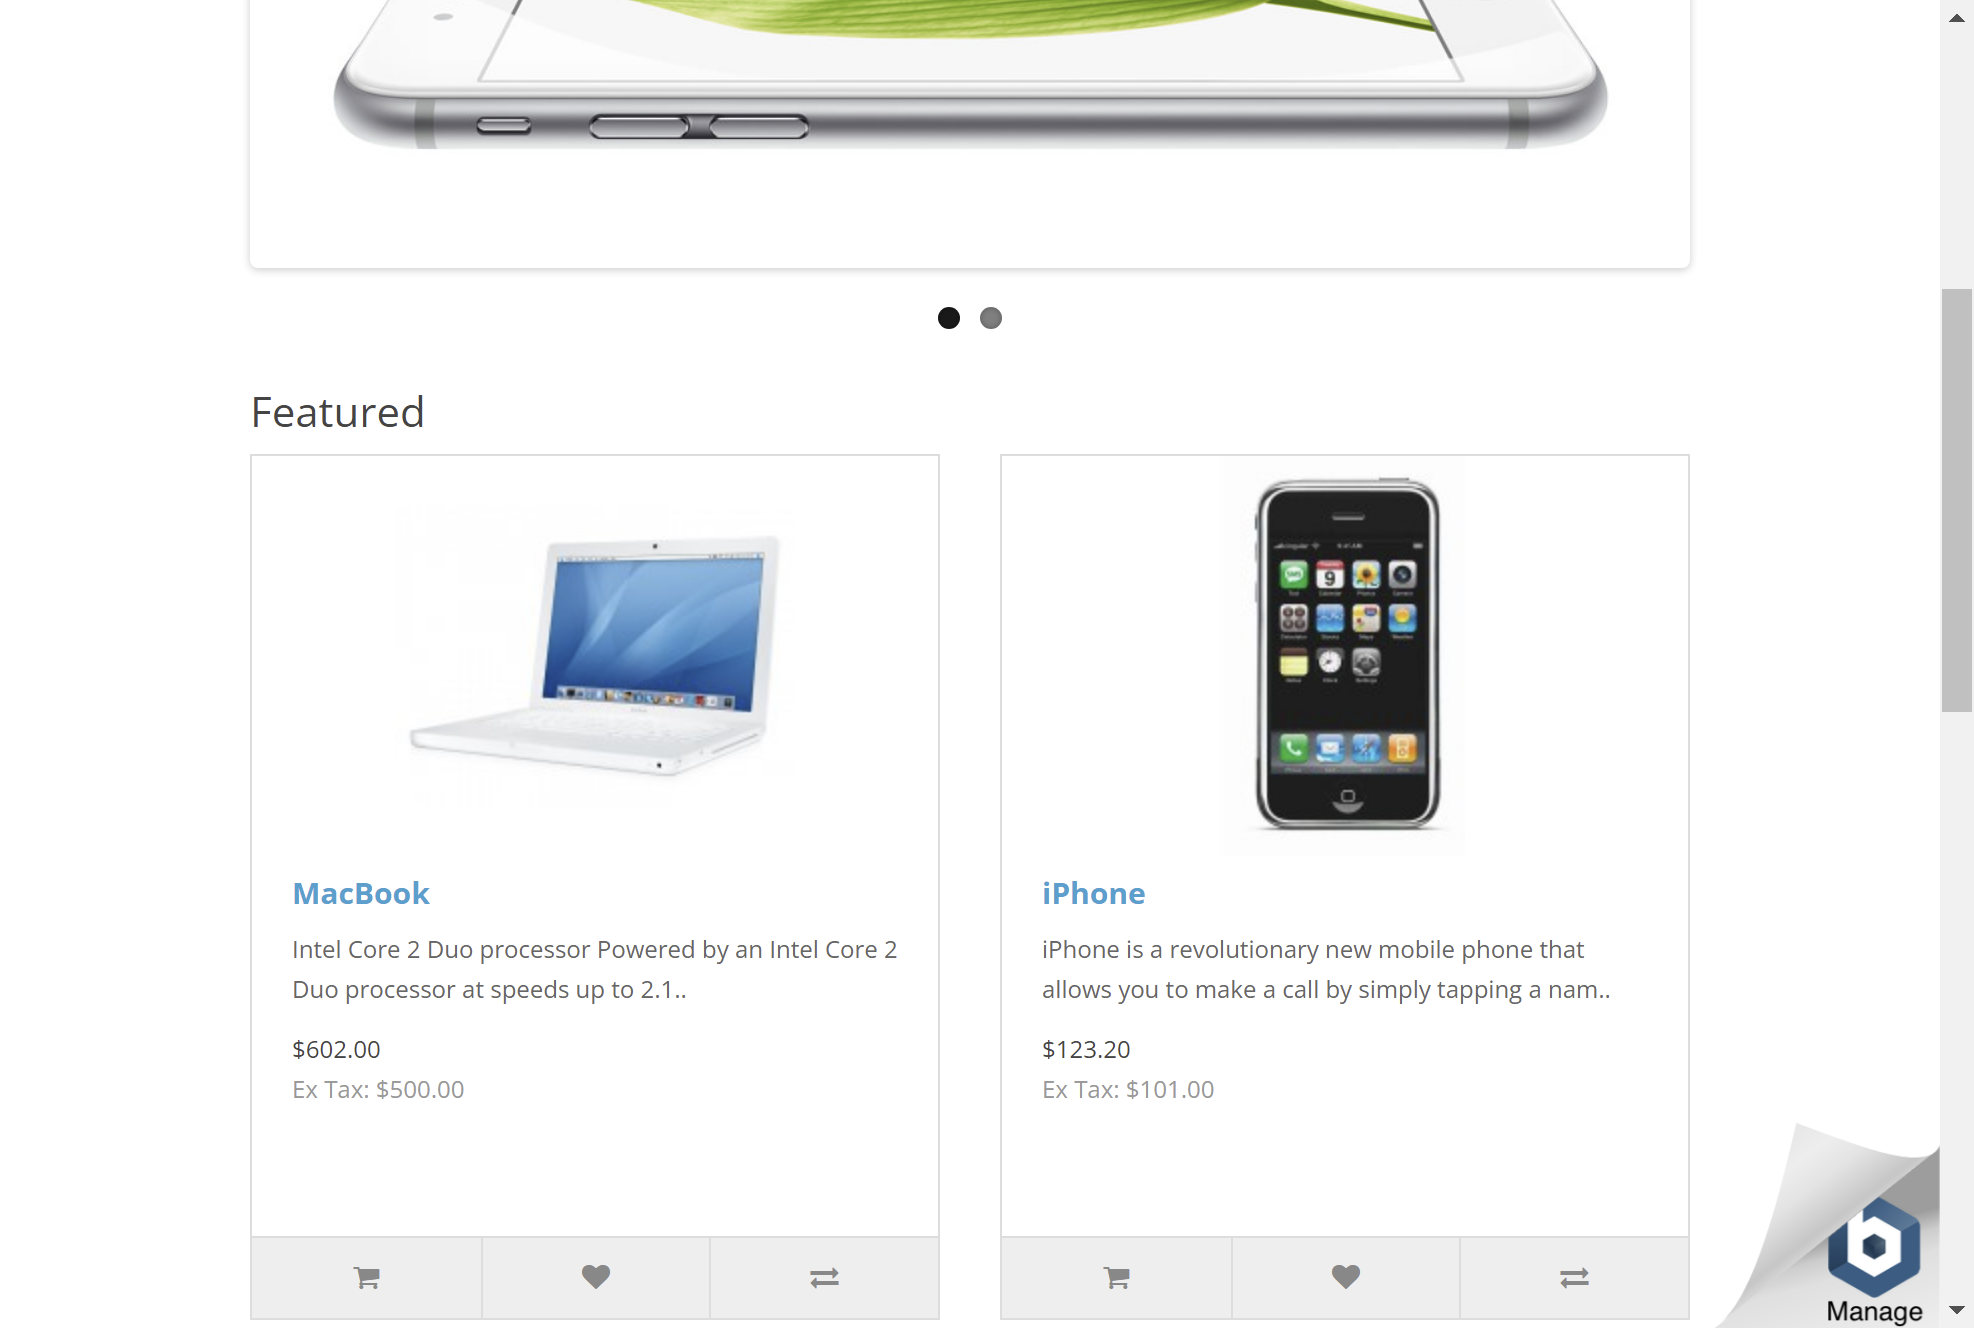 Featured
MacBook
Intel Core 2 Duo processor Powered by an Intel Core 2
Duo processor at speeds up to 2.1..
$602.00
Ex Tax: $500.00
iPhone
iPhone is a revolutionary new mobile phone that
allows you to make a call by simply tapping a nam..
$123.20
Ex Tax: $101.00
Manage